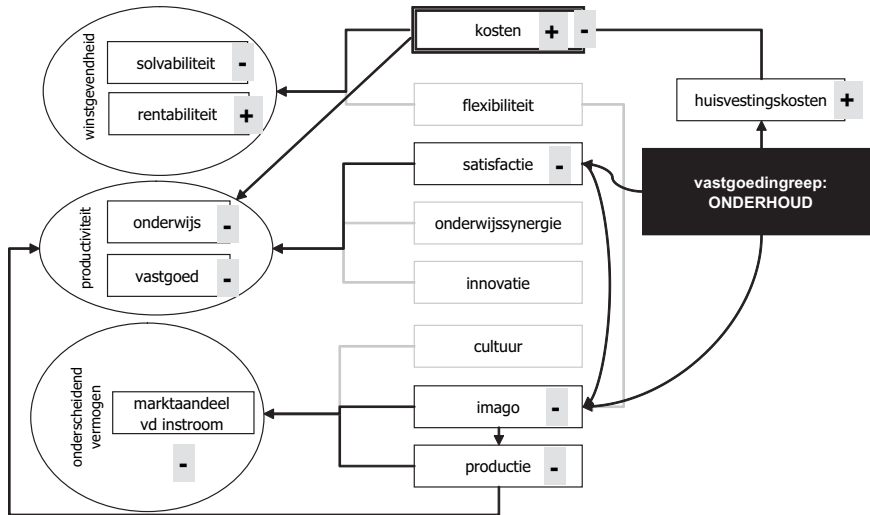 winstgevendheid
solvabiliteit -
rentabiliteit +
productiviteit
onderwijs -
vastgoed -
onderscheidend
vermogen
marktaandeel
vd instroom
-
kosten + -
flexibiliteit
satisfactie -
onderwijssynergie
innovatie
cultuur
imago -
productie -
huisvestingskosten +
vastgoedingreep:
ONDERHOUD